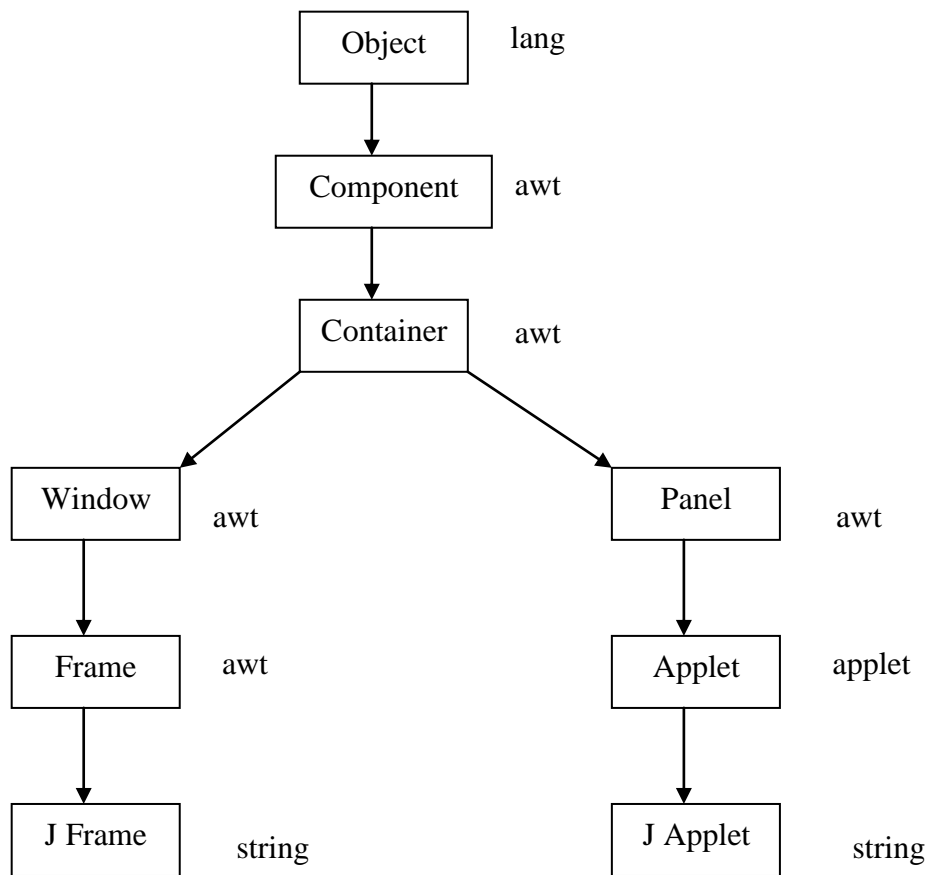 Object lang
Component awt
Container awt
Window awt
Panel awt
Frame awt
Applet applet
J Frame string
J Applet string